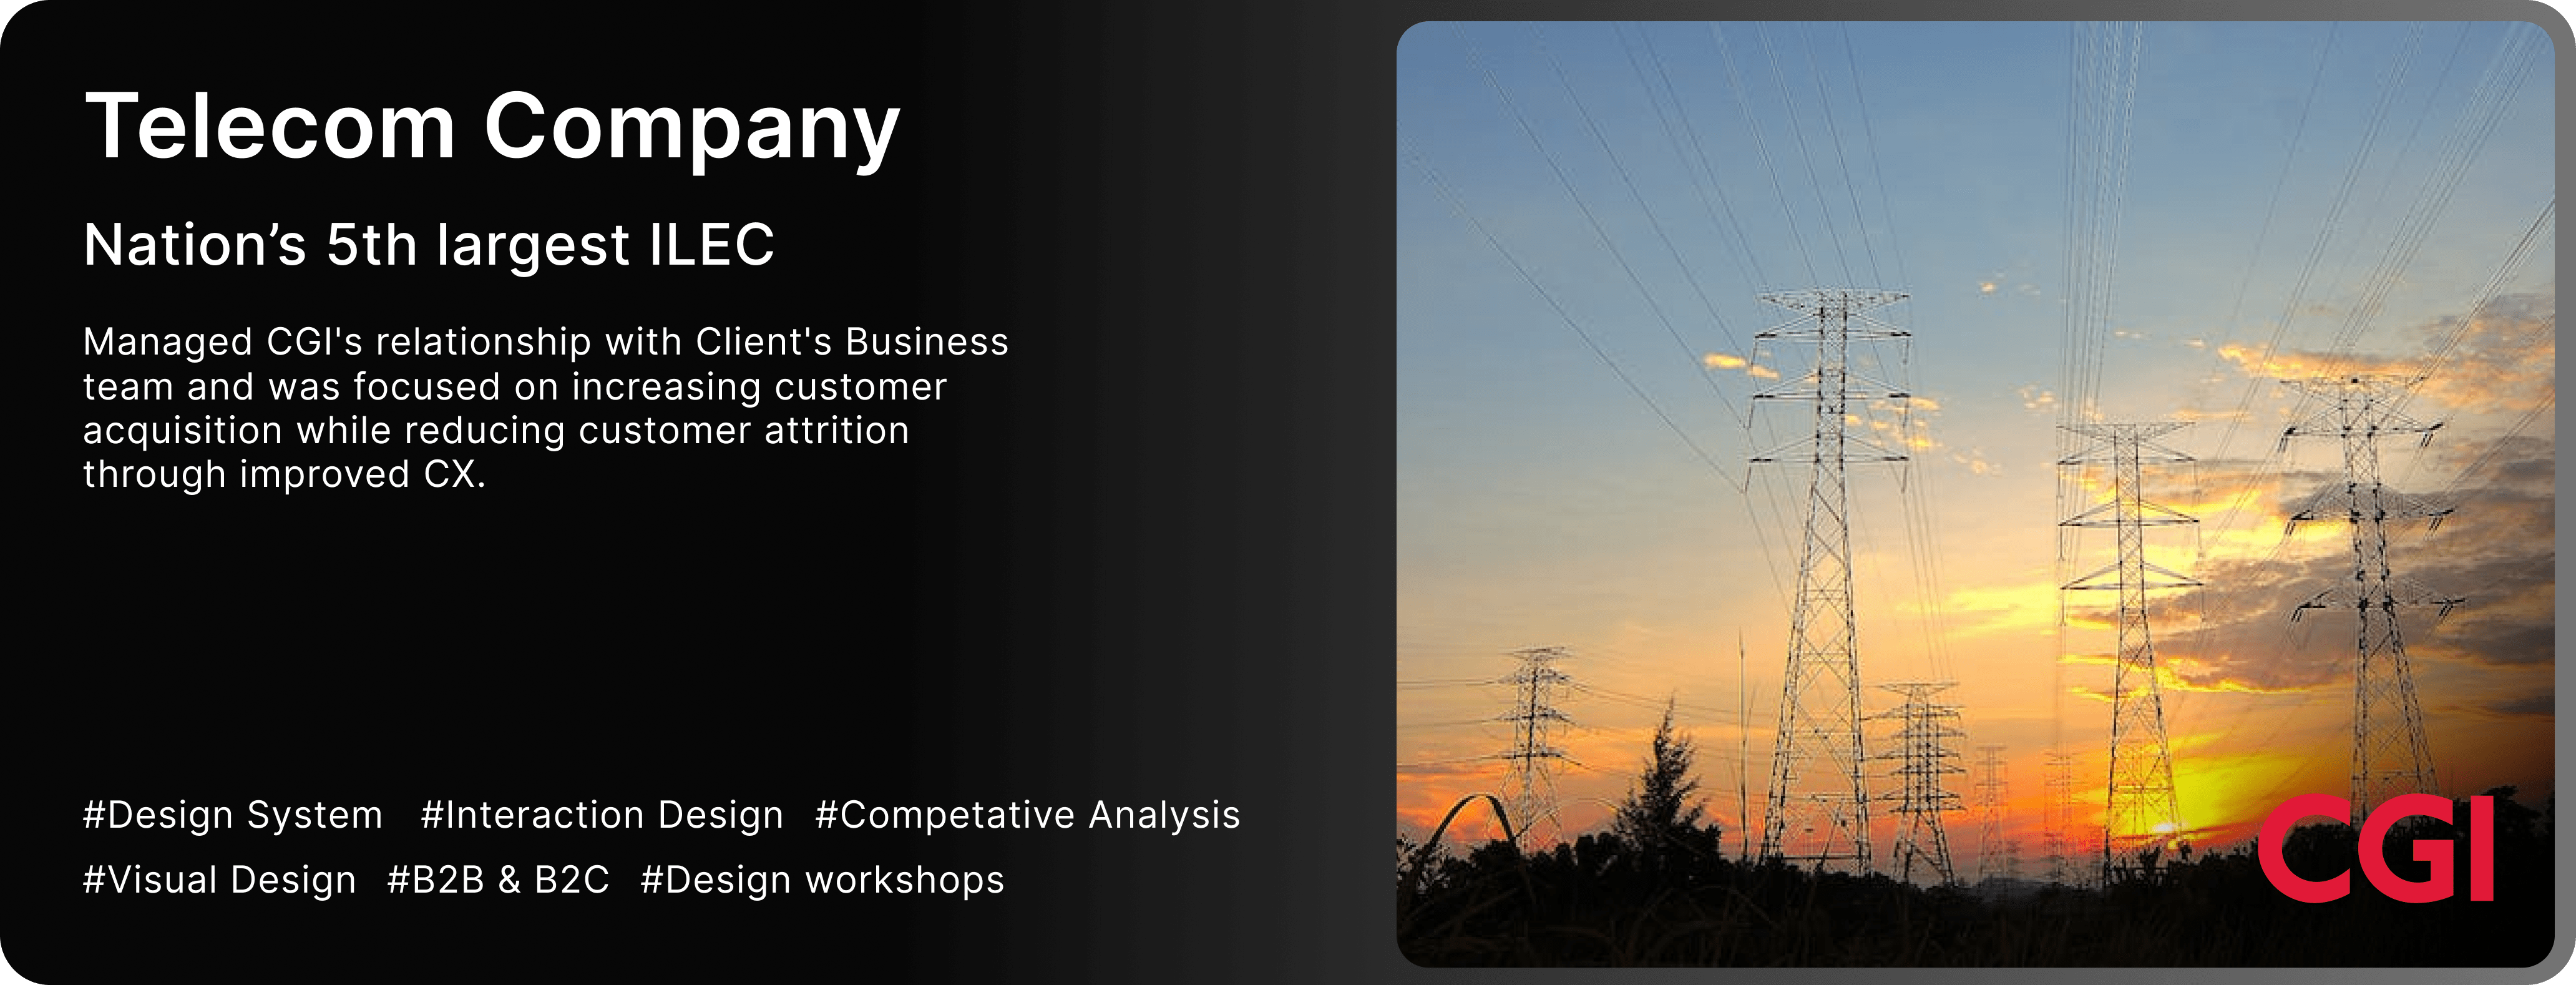 Telecom Company
Nation’s 5th largest ILEC
Managed CGI's relationship with Client's Business
team and was focused on increasing customer
acquisition while reducing customer attrition
through improved CX.
#Design System #Interaction Design #Competative Analysis
#Visual Design #B2B & B2C #Design workshops
CGI